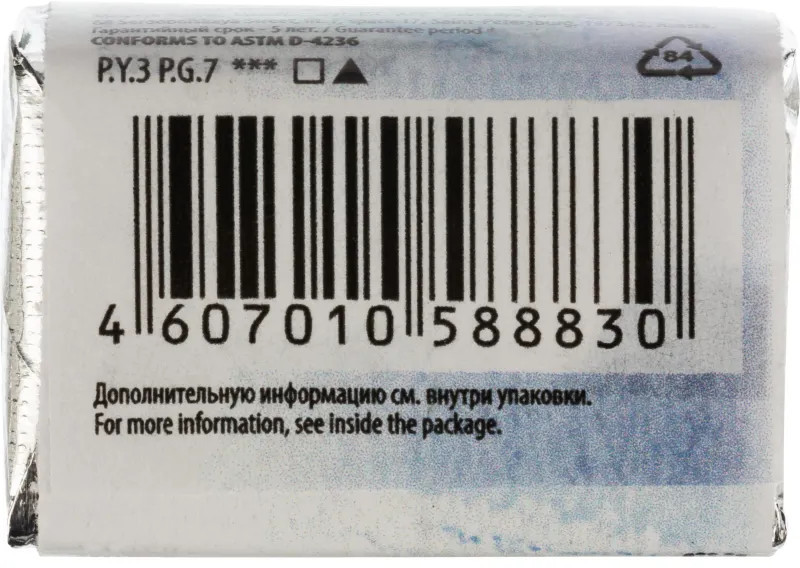 Гарантийный срок - 5 лет. / Guarantee period
CONFORMS TO ASTM D-4236
P.Y.3 P.G.7 *** □▲
84
4 607010 588830
Дополнительную информацию см. внутри упаковки.
For more information, see inside the package.